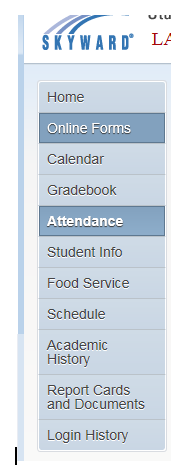 SKYWARD®
LA
Home
Online Forms
Calendar
Gradebook
Attendance
Student Info
Food Service
Schedule
Academic
History
Report Cards
and Documents
Login History